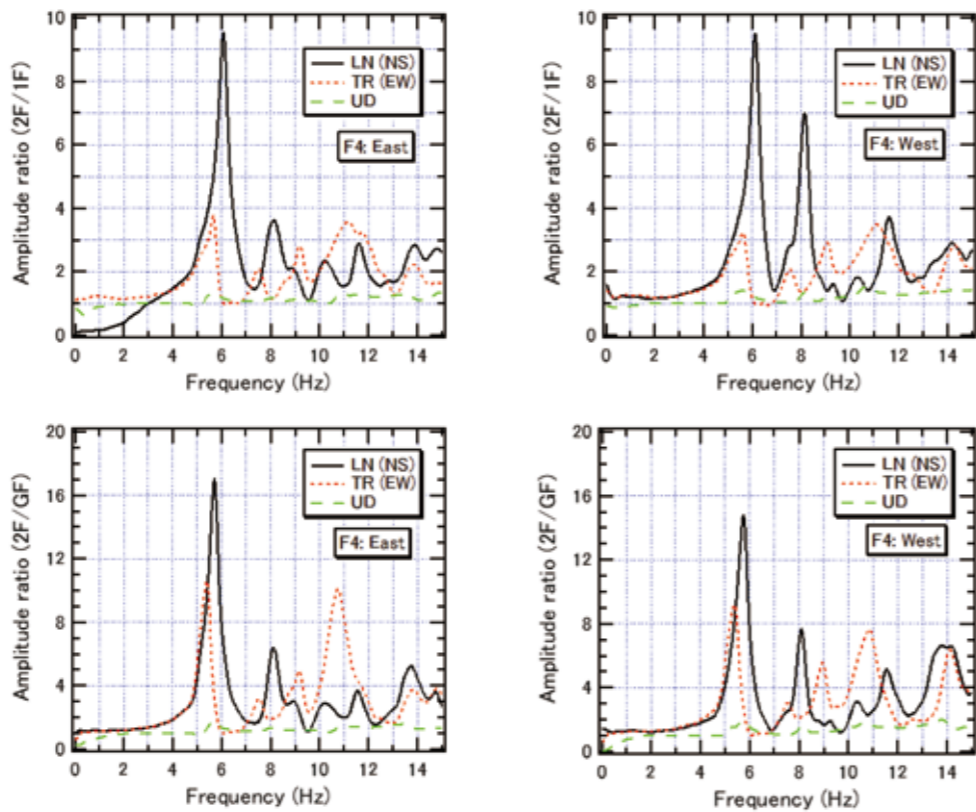 10
8
6
4
2
0
Amplitude ratio (2F/1F)
LN (NS)
TR (EW)
UD
F4: East
0 2 4 6 8 10 12 14
Frequency (Hz)
10
8
6
4
2
0
Amplitude ratio (2F/1F)
LN (NS)
TR (EW)
UD
F4: West
0 2 4 6 8 10 12 14
Frequency (Hz)
20
16
12
8
4
0
Amplitude ratio (2F/GF)
LN (NS)
TR (EW)
UD
F4: East
0 2 4 6 8 10 12 14
Frequency (Hz)
20
16
12
8
4
0
Amplitude ratio (2F/GF)
LN (NS)
TR (EW)
UD
F4: West
0 2 4 6 8 10 12 14
Frequency (Hz)